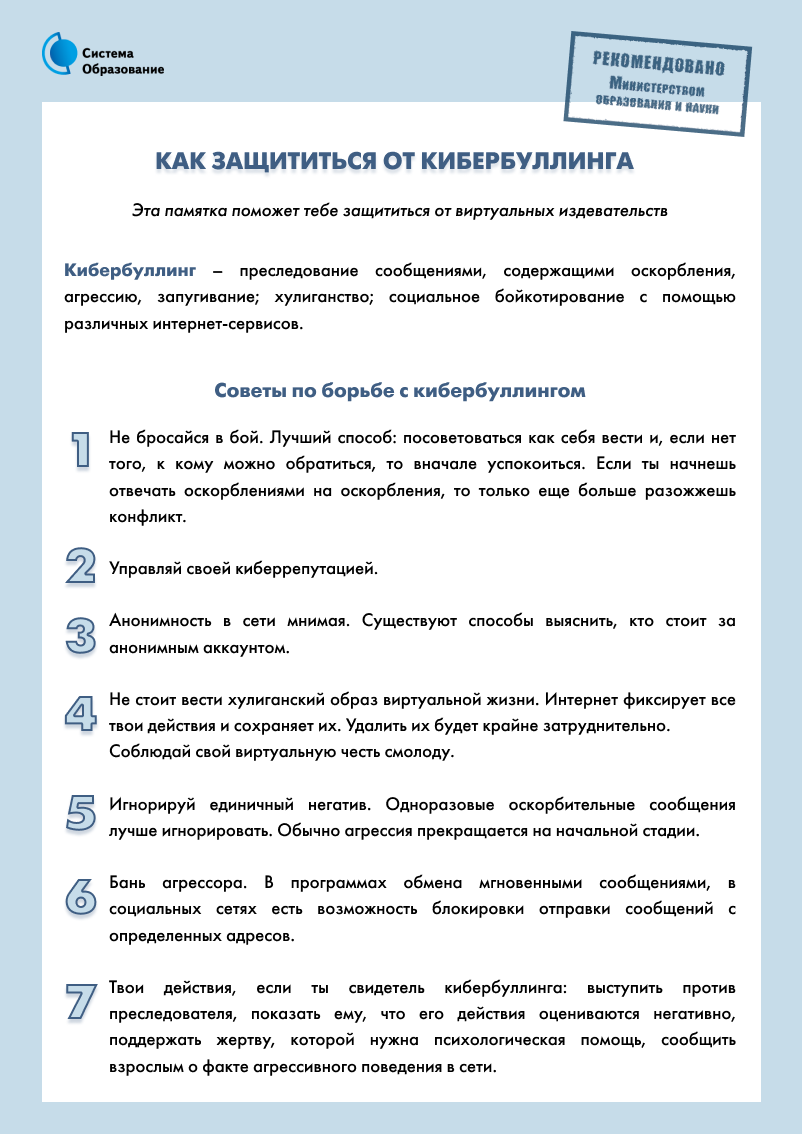 Система
Образование
РЕКОМЕНДОВАНО
МИНИСТЕРСТВОМ
ОБРАЗОВАНИЯ И НАУКИ
КАК ЗАЩИТИТЬСЯ ОТ КИБЕРБУЛЛИНГА
Эта памятка поможет тебе защититься от виртуальных издевательств
Кибербуллинг – преследование сообщениями, содержащими оскорбления,
агрессию, запугивание; хулиганство; социальное бойкотирование с помощью
различных интернет-сервисов.
Советы по борьбе с кибербуллингом
1
Не бросайся в бой. Лучший способ: посоветоваться как себя вести и, если нет
того, к кому можно обратиться, то вначале успокоиться. Если ты начнешь
отвечать оскорблениями на оскорбления, то только еще больше разожжешь
конфликт.
2
Управляй своей киберрепутацией.
3
Анонимность в сети мнимая. Существуют способы выяснить, кто стоит за
анонимным аккаунтом.
4
Не стоит вести хулиганский образ виртуальной жизни. Интернет фиксирует все
твои действия и сохраняет их. Удалить их будет крайне затруднительно.
Соблюдай свой виртуальную честь смолоду.
5
Игнорируй единичный негатив. Одноразовые оскорбительные сообщения
лучше игнорировать. Обычно агрессия прекращается на начальной стадии.
6
Бань агрессора. В программах обмена мгновенными сообщениями, в
социальных сетях есть возможность блокировки отправки сообщений с
определенных адресов.
7
Твои действия, если ты свидетель кибербуллинга: выступить против
преследователя, показать ему, что его действия оцениваются негативно,
поддержать жертву, которой нужна психологическая помощь, сообщить
взрослым о факте агрессивного поведения в сети.